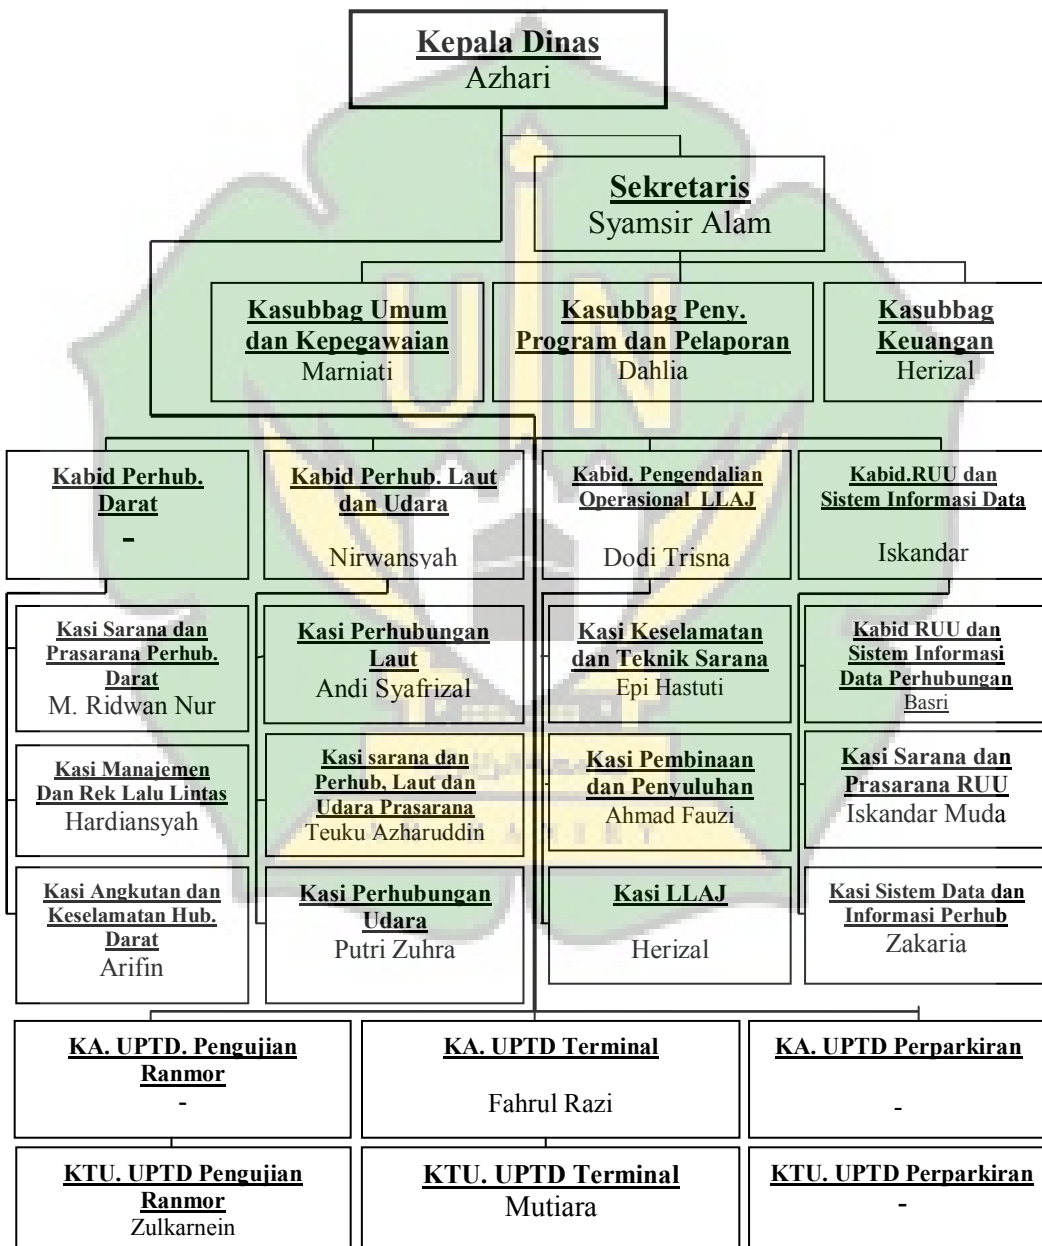 Kepala Dinas
Azhari
Sekretaris
Syamsir Alam
Kasubbag Umum
dan Kepegawaian
Marniati
Kasubbag Peny.
Program dan Pelaporan
Dahlia
Kasubbag
Keuangan
Herizal
Kabid Perhub.
Darat
-
Kabid Perhub. Laut
dan Udara
Nirwansyah
Kabid. Pengendalian
Operasional LLAJ
Dodi Trisna
Kabid.RUU dan
Sistem Informasi Data
Iskandar
Kasi Sarana dan
Prasarana Perhub.
Darat
M. Ridwan Nur
Kasi Perhubungan
Laut
Andi Syafrizal
Kasi Keselamatan
dan Teknik Sarana
Epi Hastuti
Kabid RUU dan
Sistem Informasi
Data Perhubungan
Basri
Kasi Manajemen
Dan Rek Lalu Lintas
Hardiansyah
Kasi sarana dan
Perhub, Laut dan
Udara Prasarana
Teuku Azharuddin
Kasi Pembinaan
dan Penyuluhan
Ahmad Fauzi
Kasi Sarana dan
Prasarana RUU
Iskandar Muda
Kasi Angkutan dan
Keselamatan Hub.
Darat
Arifin
Kasi Perhubungan
Udara
Putri Zuhra
Kasi LLAJ
Herizal
Kasi Sistem Data dan
Informasi Perhub
Zakaria
KA. UPTD. Pengujian
Ranmor
-
KA. UPTD Terminal
Fahrul Razi
KA. UPTD Perparkiran
-
KTU. UPTD Pengujian
Ranmor
Zulkarnein
KTU. UPTD Terminal
Mutiara
KTU. UPTD Perparkiran
-
UIN